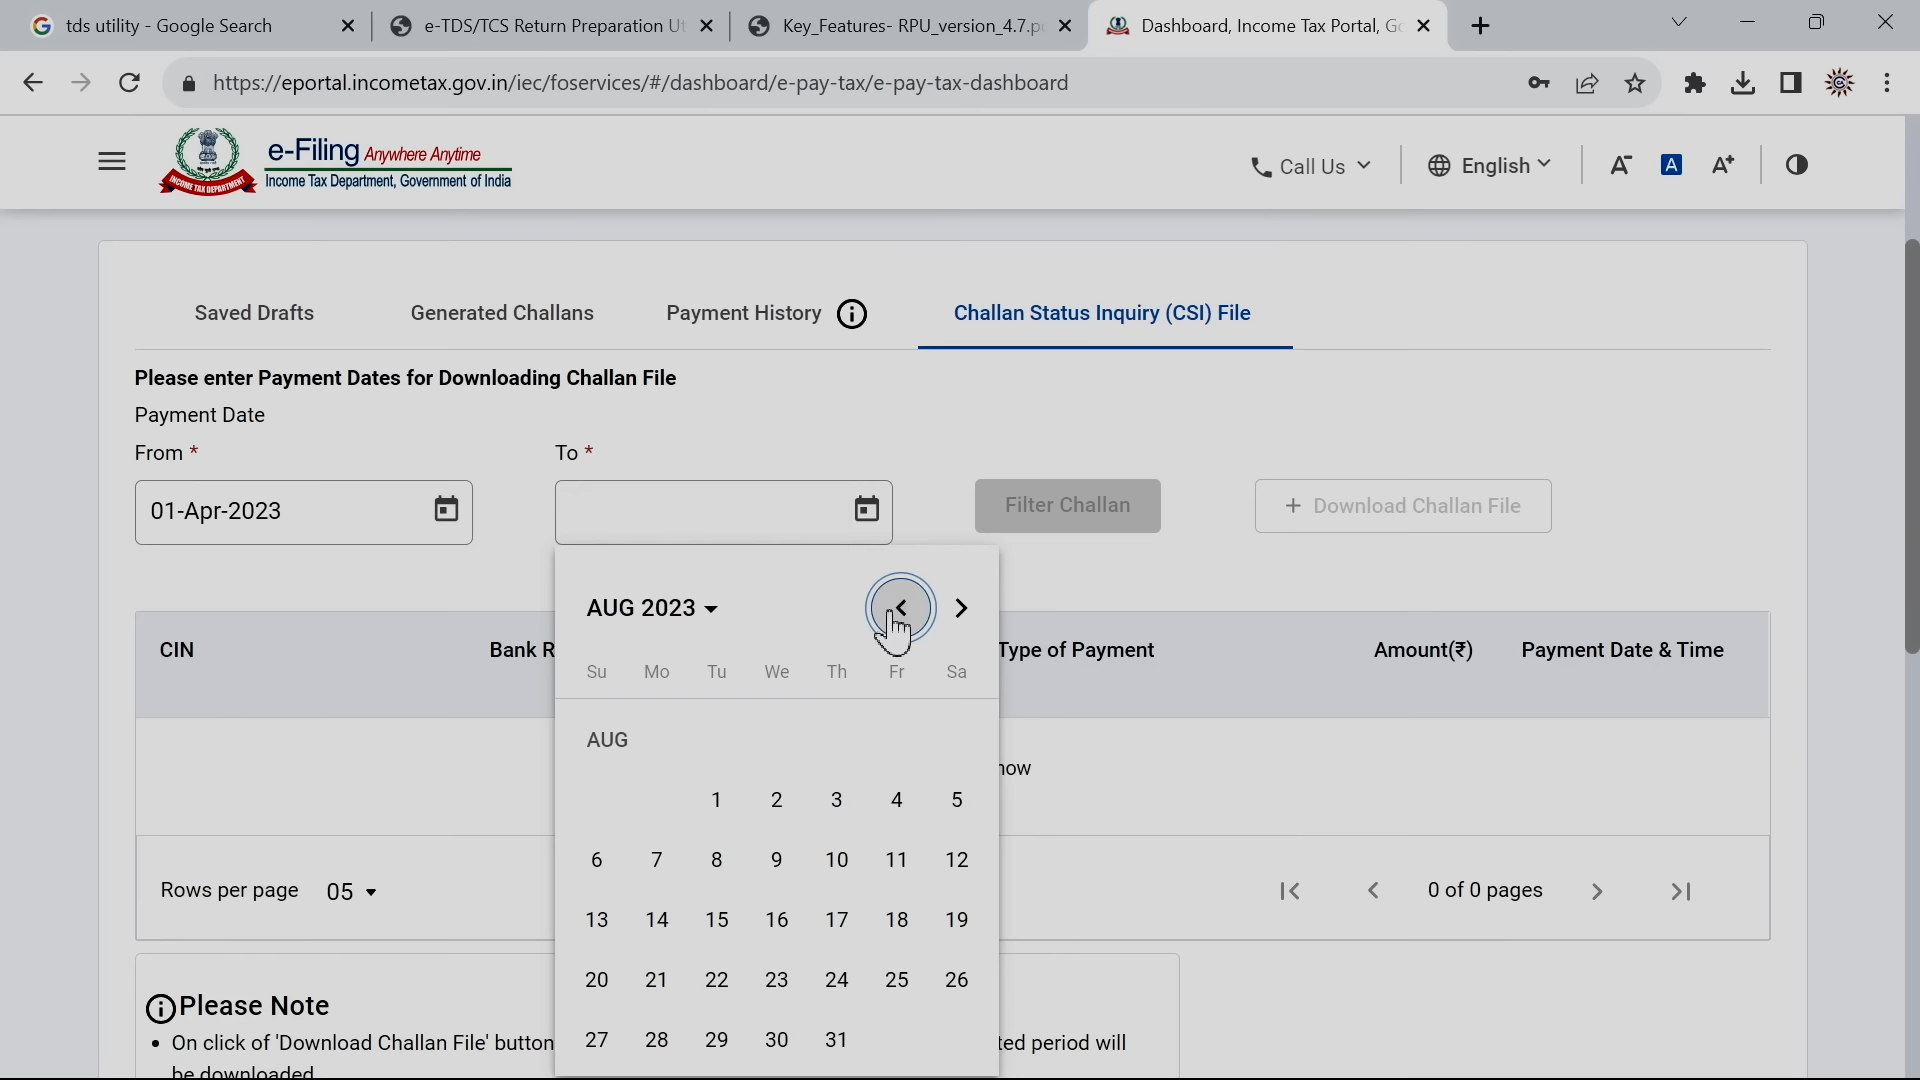 tds utility - Google Search
e-TDS/TCS Return Preparation Ut
Key_Features- RPU_version_4.7.p
Dashboard, Income Tax Portal, G
https://eportal.incometax.gov.in/iec/foservices/#/dashboard/e-pay-tax/e-pay-tax-dashboard
INCOME TAX DEPARTMENT
e-Filing Anywhere Anytime
Income Tax Department, Government of India
Call Us
English
A-
A
A+
Saved Drafts
Generated Challans
Payment History
Challan Status Inquiry (CSI) File
Please enter Payment Dates for Downloading Challan File
Payment Date
From *
To *
01-Apr-2023
Filter Challan
+ Download Challan File
AUG 2023
CIN
Bank R
Type of Payment
Amount(₹)
Payment Date & Time
Su Mo Tu We Th Fr Sa
AUG
how
1 2 3 4 5
6 7 8 9 10 11 12
13 14 15 16 17 18 19
20 21 22 23 24 25 26
27 28 29 30 31
Rows per page 05
0 of 0 pages
Please Note
• On click of 'Download Challan File' button
ted period will
be downloaded